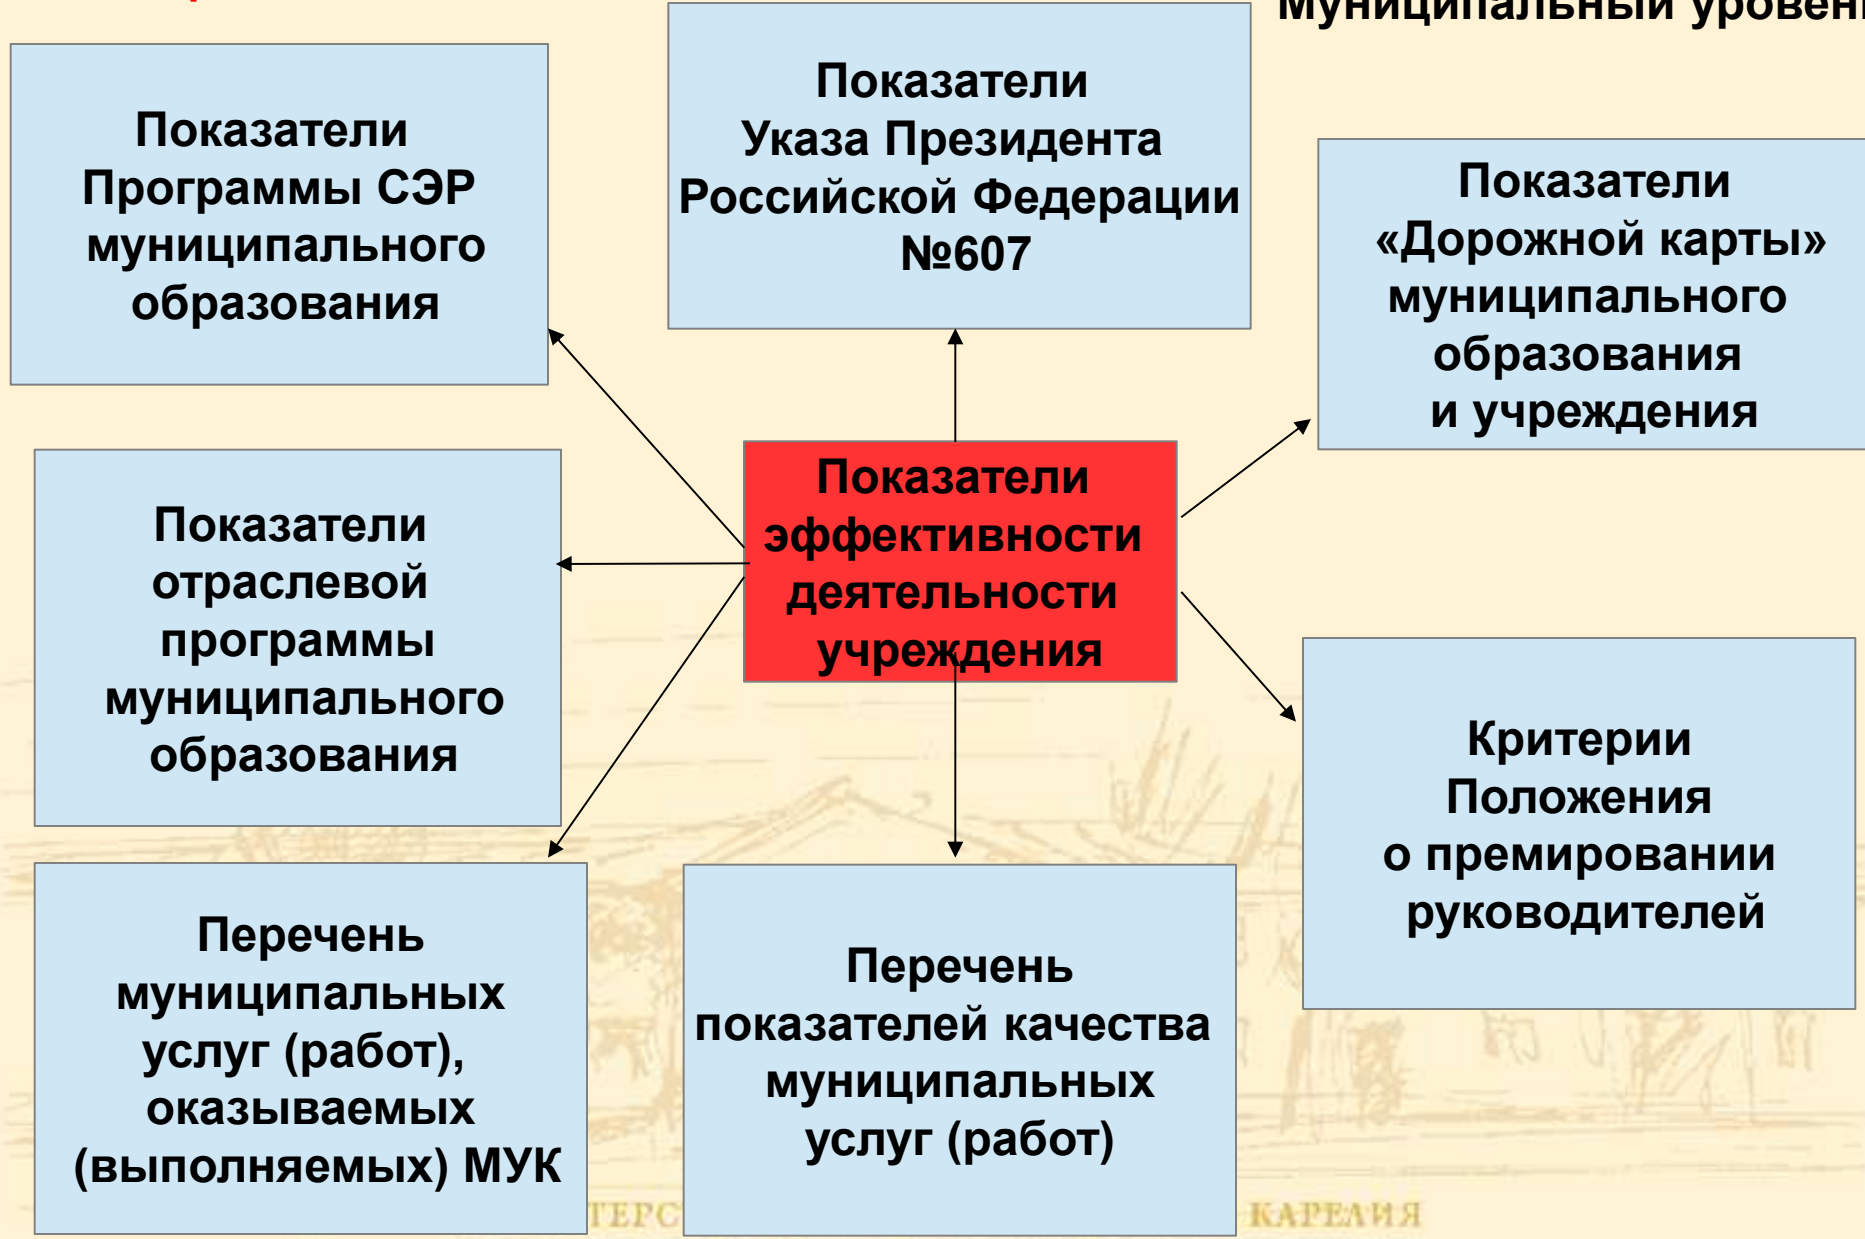 Муниципальный уровень
Показатели
Программы СЭР
муниципального
образования
Показатели
Указа Президента
Российской Федерации
№607
Показатели
«Дорожной карты»
муниципального
образования
и учреждения
Показатели
отраслевой
программы
муниципального
образования
Показатели
эффективности
деятельности
учреждения
Критерии
Положения
о премировании
руководителей
Перечень
муниципальных
услуг (работ),
оказываемых
(выполняемых) МУК
Перечень
показателей качества
муниципальных
услуг (работ)
ТЕРС
КАРЕЛИЯ